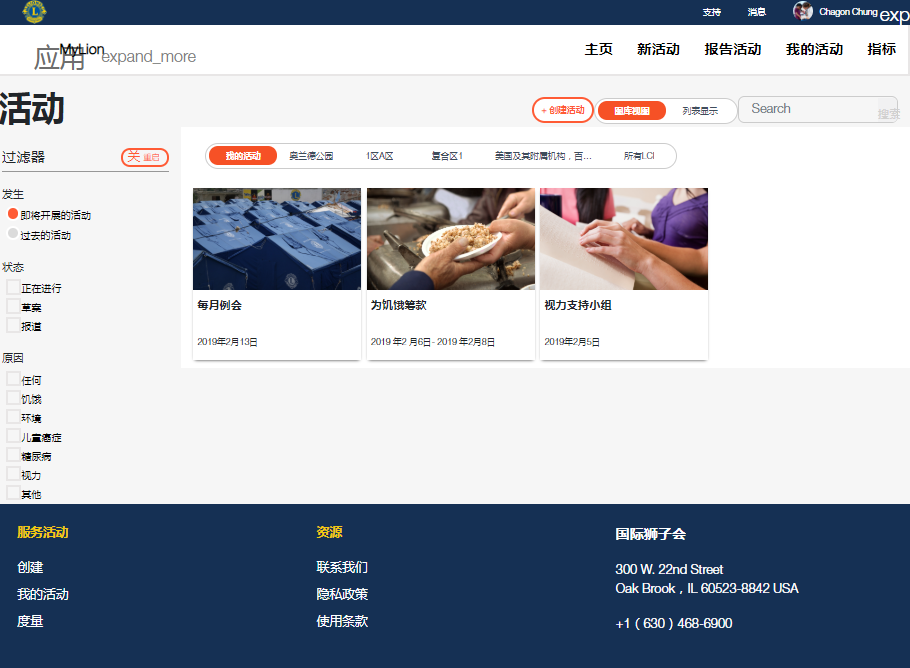 支持 消息 Chagon Chung exp
应用 MyLion expand_more
主页 新活动 报告活动 我的活动 指标
活动
+ 创建活动 图阵视图 列表显示 Search 搜索
过滤器 关 重启
我的活动 奥兰德公园 1区A区 复合区1 美国及其附属机构，百... 所有LCI
发生
即将开展的活动
过去的活动
状态
正在进行
草案
报道
原因
任何
饥饿
环境
儿童癌症
糖尿病
视力
其他
每月例会
2019年2月13日
为饥饿筹款
2019 年2 月6日- 2019 年2月8日
视力支持小组
2019年2月5日
服务活动
创建
我的活动
度量
资源
联系我们
隐私政策
使用条款
国际狮子会
300 W. 22nd Street
Oak Brook，IL 60523-8842 USA
+1（630）468-6900